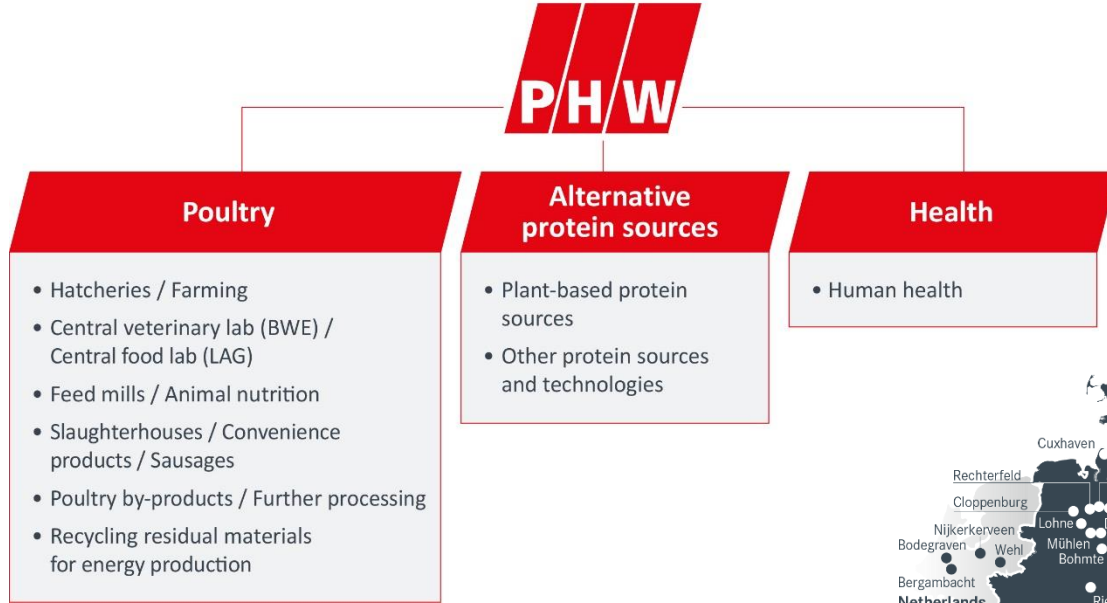 PHW
Poultry
• Hatcheries / Farming
• Central veterinary lab (BWE) /
Central food lab (LAG)
• Feed mills / Animal nutrition
• Slaughterhouses / Convenience
products / Sausages
• Poultry by-products / Further processing
• Recycling residual materials
for energy production
Alternative
protein sources
• Plant-based protein
sources
• Other protein sources
and technologies
Health
• Human health
Cuxhaven
Rechterfeld
Cloppenburg
Lohne
Nijkerkerveen
Mühlen
Bodegraven
Wehl
Bohmte
Bergambacht
Netherlands